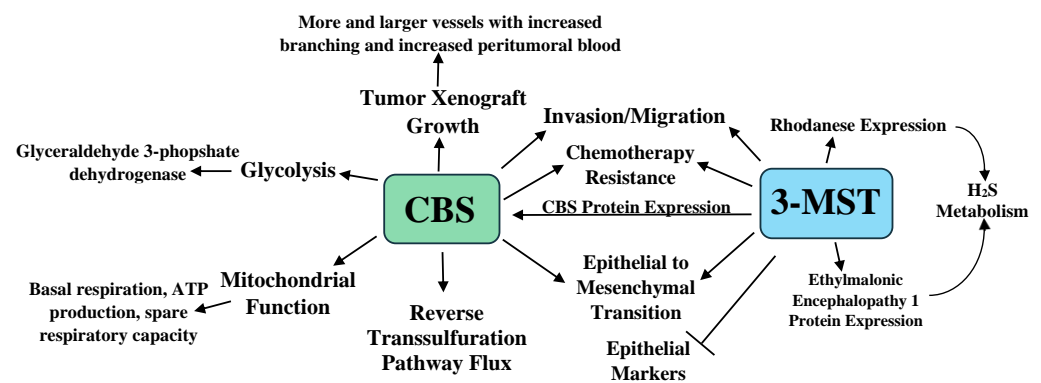 More and larger vessels with increased
branching and increased peritumoral blood
Tumor Xenograft
Growth
Invasion/Migration
Rhodanese Expression
Glyceraldehyde 3-phopshate
dehydrogenase
Glycolysis
Chemotherapy
Resistance
CBS
CBS Protein Expression
3-MST
H₂S
Metabolism
Mitochondrial
Function
Basal respiration, ATP
production, spare
respiratory capacity
Reverse
Transsulfuration
Pathway Flux
Epithelial to
Mesenchymal
Transition
Epithelial
Markers
Ethylmalonic
Encephalopathy 1
Protein Expression